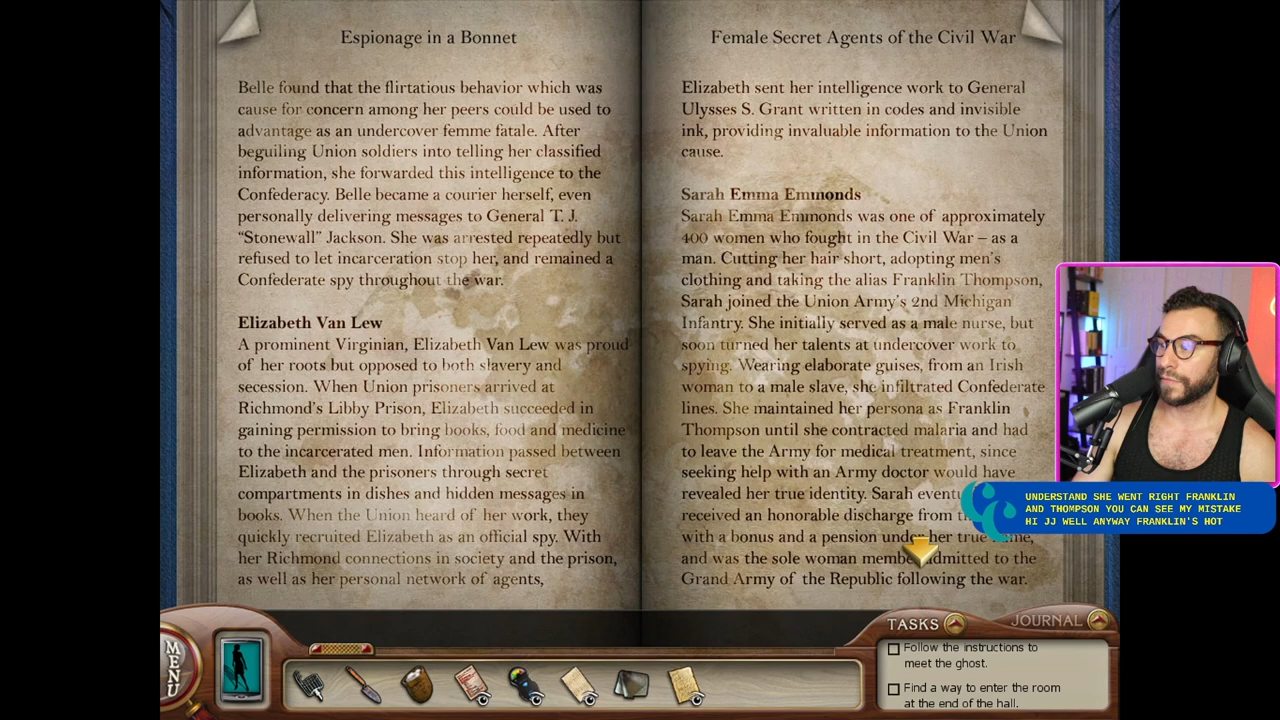 Espionage in a Bonnet
Belle found that the flirtatious behavior which was
cause for concern among her peers could be used to
advantage as an undercover femme fatale. After
beguiling Union soldiers into telling her classified
information, she forwarded this intelligence to the
Confederacy. Belle became a courier herself, even
personally delivering messages to General T. J.
“Stonewall” Jackson. She was arrested repeatedly but
refused to let incarceration stop her, and remained a
Confederate spy throughout the war.
Elizabeth Van Lew
A prominent Virginian, Elizabeth Van Lew was proud
of her roots but opposed to both slavery and
secession. When Union prisoners arrived at
Richmond's Libby Prison, Elizabeth succeeded in
gaining permission to bring books, food and medicine
to the incarcerated men. Information passed between
Elizabeth and the prisoners through secret
compartments in dishes and hidden messages in
books. When the Union heard of her work, they
quickly recruited Elizabeth as an official spy. With
her Richmond connections in society and the prison,
as well as her personal network of agents,
Female Secret Agents of the Civil War
Elizabeth sent her intelligence work to General
Ulysses S. Grant written in codes and invisible
ink, providing invaluable information to the Union
cause.
Sarah Emma Emmonds
Sarah Emma Emmonds was one of approximately
400 women who fought in the Civil War – as a
man. Cutting her hair short, adopting men's
clothing and taking the alias Franklin Thompson,
Sarah joined the Union Army's 2nd Michigan
Infantry. She initially served as a male nurse, but
soon turned her talents at undercover work to
spying. Wearing elaborate guises, from an Irish
woman to a male slave, she infiltrated Confederate
lines. She maintained her persona as Franklin
Thompson until she contracted malaria and had
to leave the Army for medical treatment, since
seeking help with an Army doctor would have
revealed her true identity. Sarah
received an honorable discharge from
with a bonus and a pension under her true
and was the sole woman admitted to the
Grand Army of the Republic following the war.
UNDERSTAND SHE WENT RIGHT FRANKLIN
AND THOMPSON YOU CAN SEE MY MISTAKE
HI JJ WELL ANYWAY FRANKLIN'S HOT
MENU
TASKS
JOURNAL
Follow the instructions to
meet the ghost.
Find a way to enter the room
at the end of the hall.